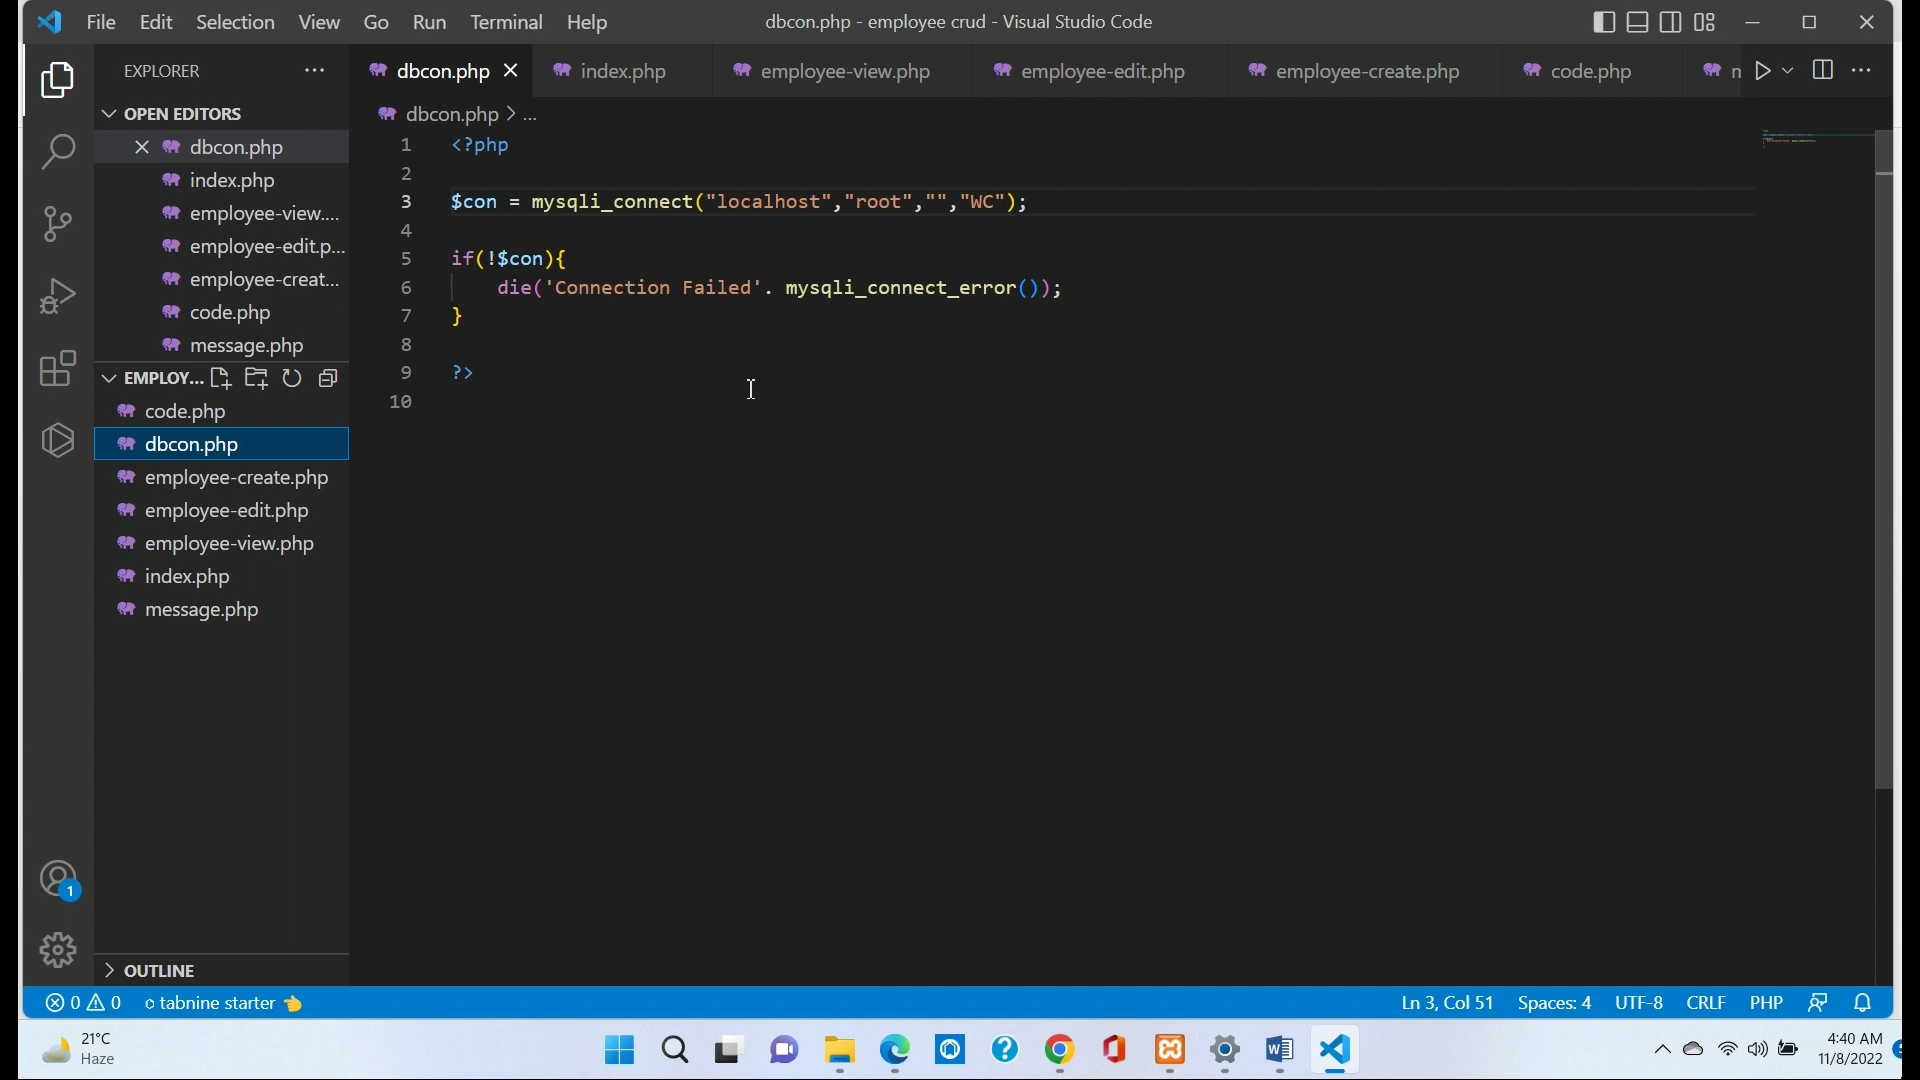 File Edit Selection View Go Run Terminal Help
dbcon.php - employee crud - Visual Studio Code
EXPLORER
OPEN EDITORS
dbcon.php
index.php
employee-view....
employee-edit.p...
employee-creat...
code.php
message.php
EMPLOY...
code.php
dbcon.php
employee-create.php
employee-edit.php
employee-view.php
index.php
message.php
OUTLINE
dbcon.php index.php employee-view.php employee-edit.php employee-create.php code.php
dbcon.php > ...
1 <?php
2
3 $con = mysqli_connect("localhost","root","","WC");
4
5 if(!$con){
6 die('Connection Failed'. mysqli_connect_error());
7 }
8
9 ?>
10
1
0 0 tabnine starter
Ln 3, Col 51 Spaces: 4 UTF-8 CRLF PHP
21°C
Haze
4:40 AM
11/8/2022